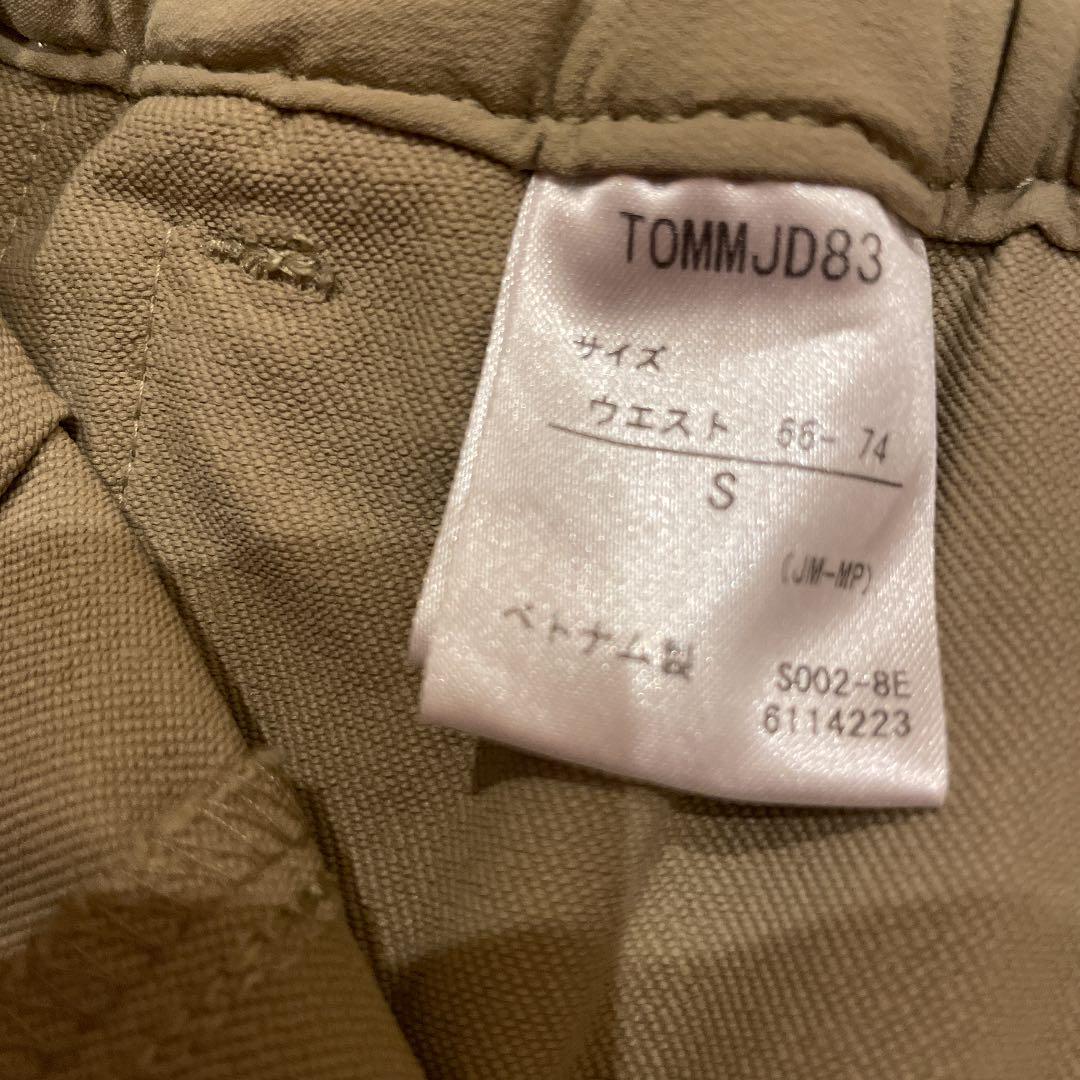 TOMMJD83
サイズ
ウエスト 66- 74
S
(JM-MP)
ベトナム製
S002-8E
6114223